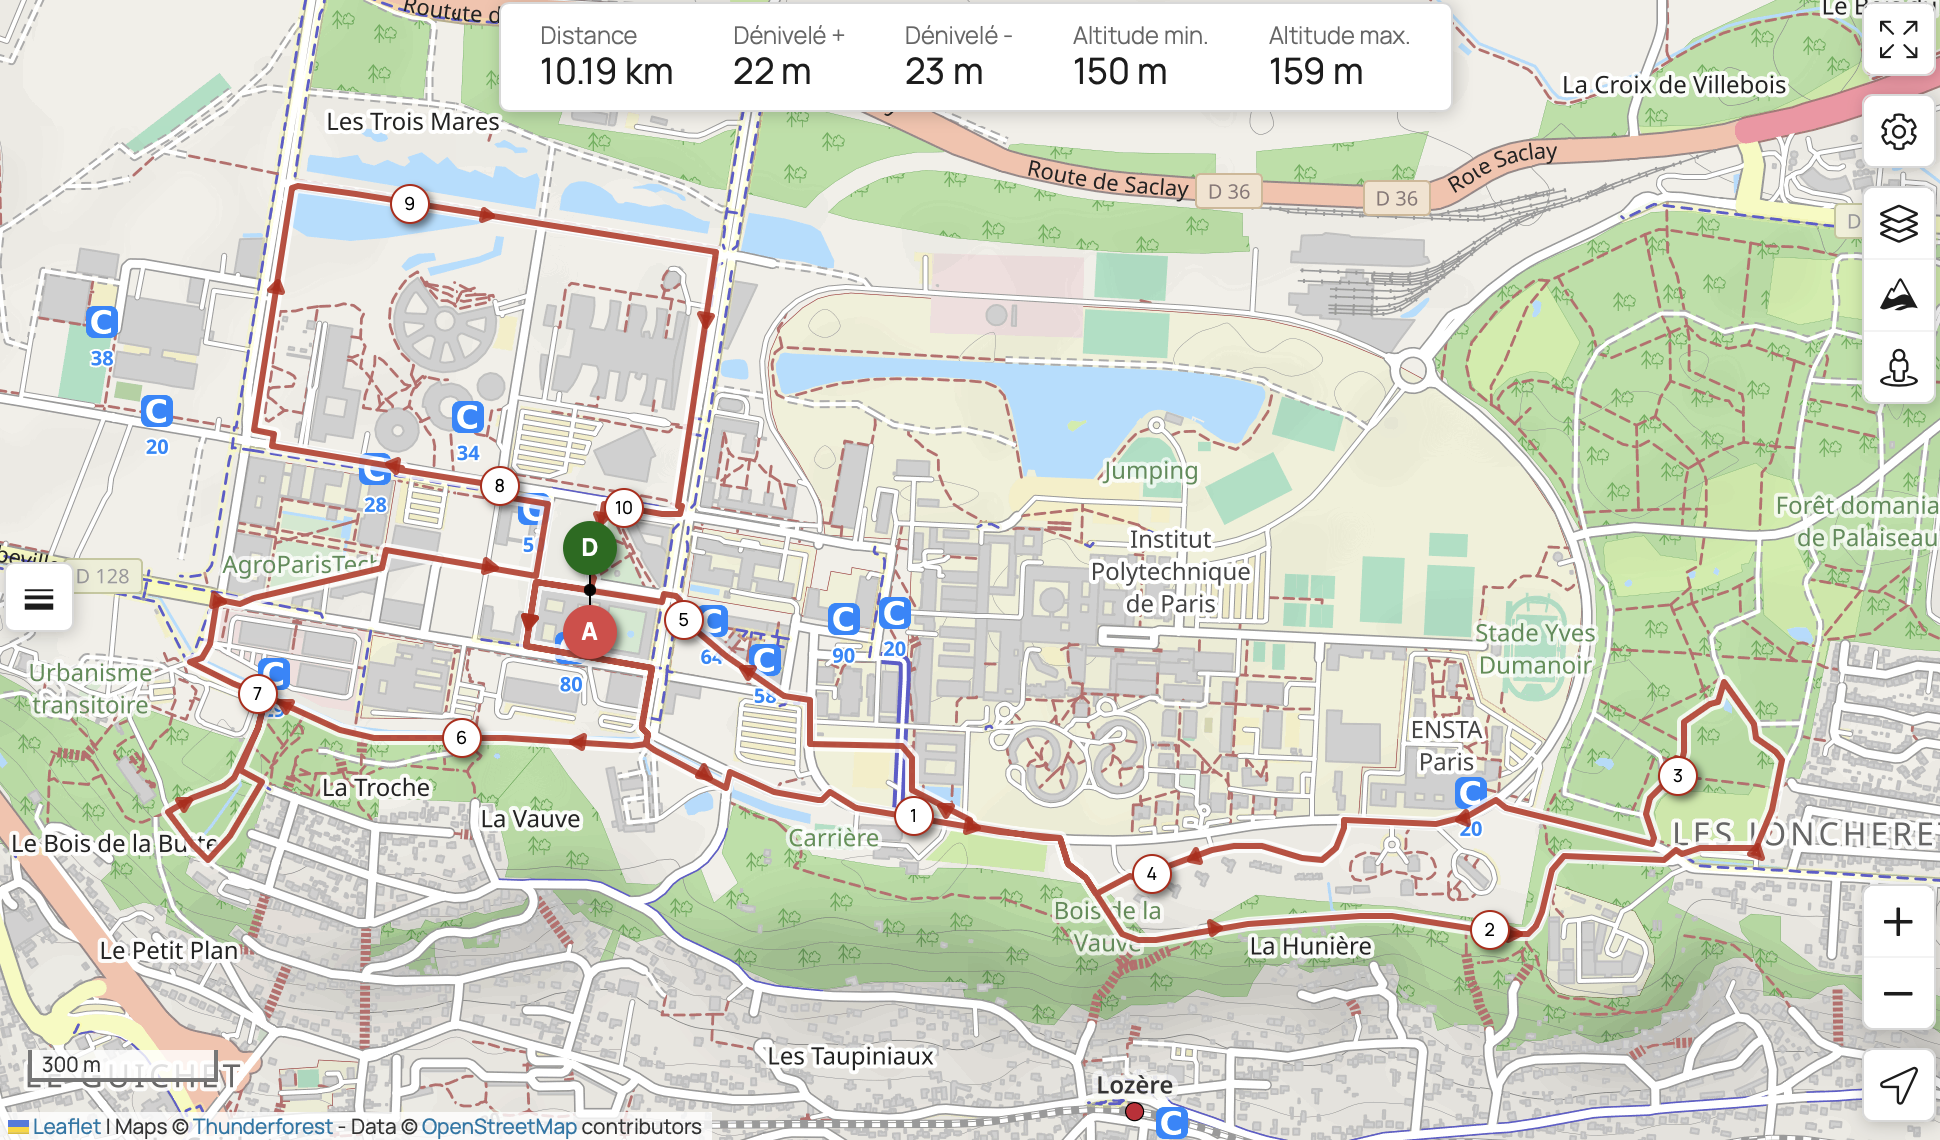 Distance
10.19 km
Dénivelé +
22 m
Dénivelé -
23 m
Altitude min.
150 m
Altitude max.
159 m
La Croix de Villebois
Les Trois Mares
Route de Saclay
D 36
D 36
D
9
38
20
34
28
8
5
10
D
A
Jumping
Institut
Polytechnique
de Paris
Forêt domania
de Palaiseau
AgroParisTech
D 128
5
64
90
20
58
80
Stade Yves
Dumanoir
Urbanisme
transitoire
7
6
ENSTA
Paris
20
3
La Troche
La Vauve
1
Carrière
Le Bois de la Butte
LES JONCHERET
4
Bois de la
Vauve
2
La Hunière
Le Petit Plan
Les Taupiniaux
Lozère
300 m
LE GUICHET
Leaflet | Maps © Thunderforest - Data © OpenStreetMap contributors